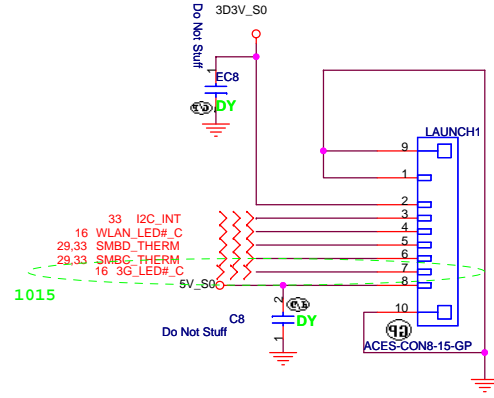 3D3V_S0
Do Not Stuff
1
EC8
DY
LAUNCH1
9
1
2
33 I2C_INT
3
16 WLAN_LED#_C
4
29,33 SMBD_THERM
5
29,33 SMBC_THERM
6
16 3G_LED#_C
7
5V_S0
8
1015
2
C8
DY
Do Not Stuff
1
10
GP
ACES-CON8-15-GP